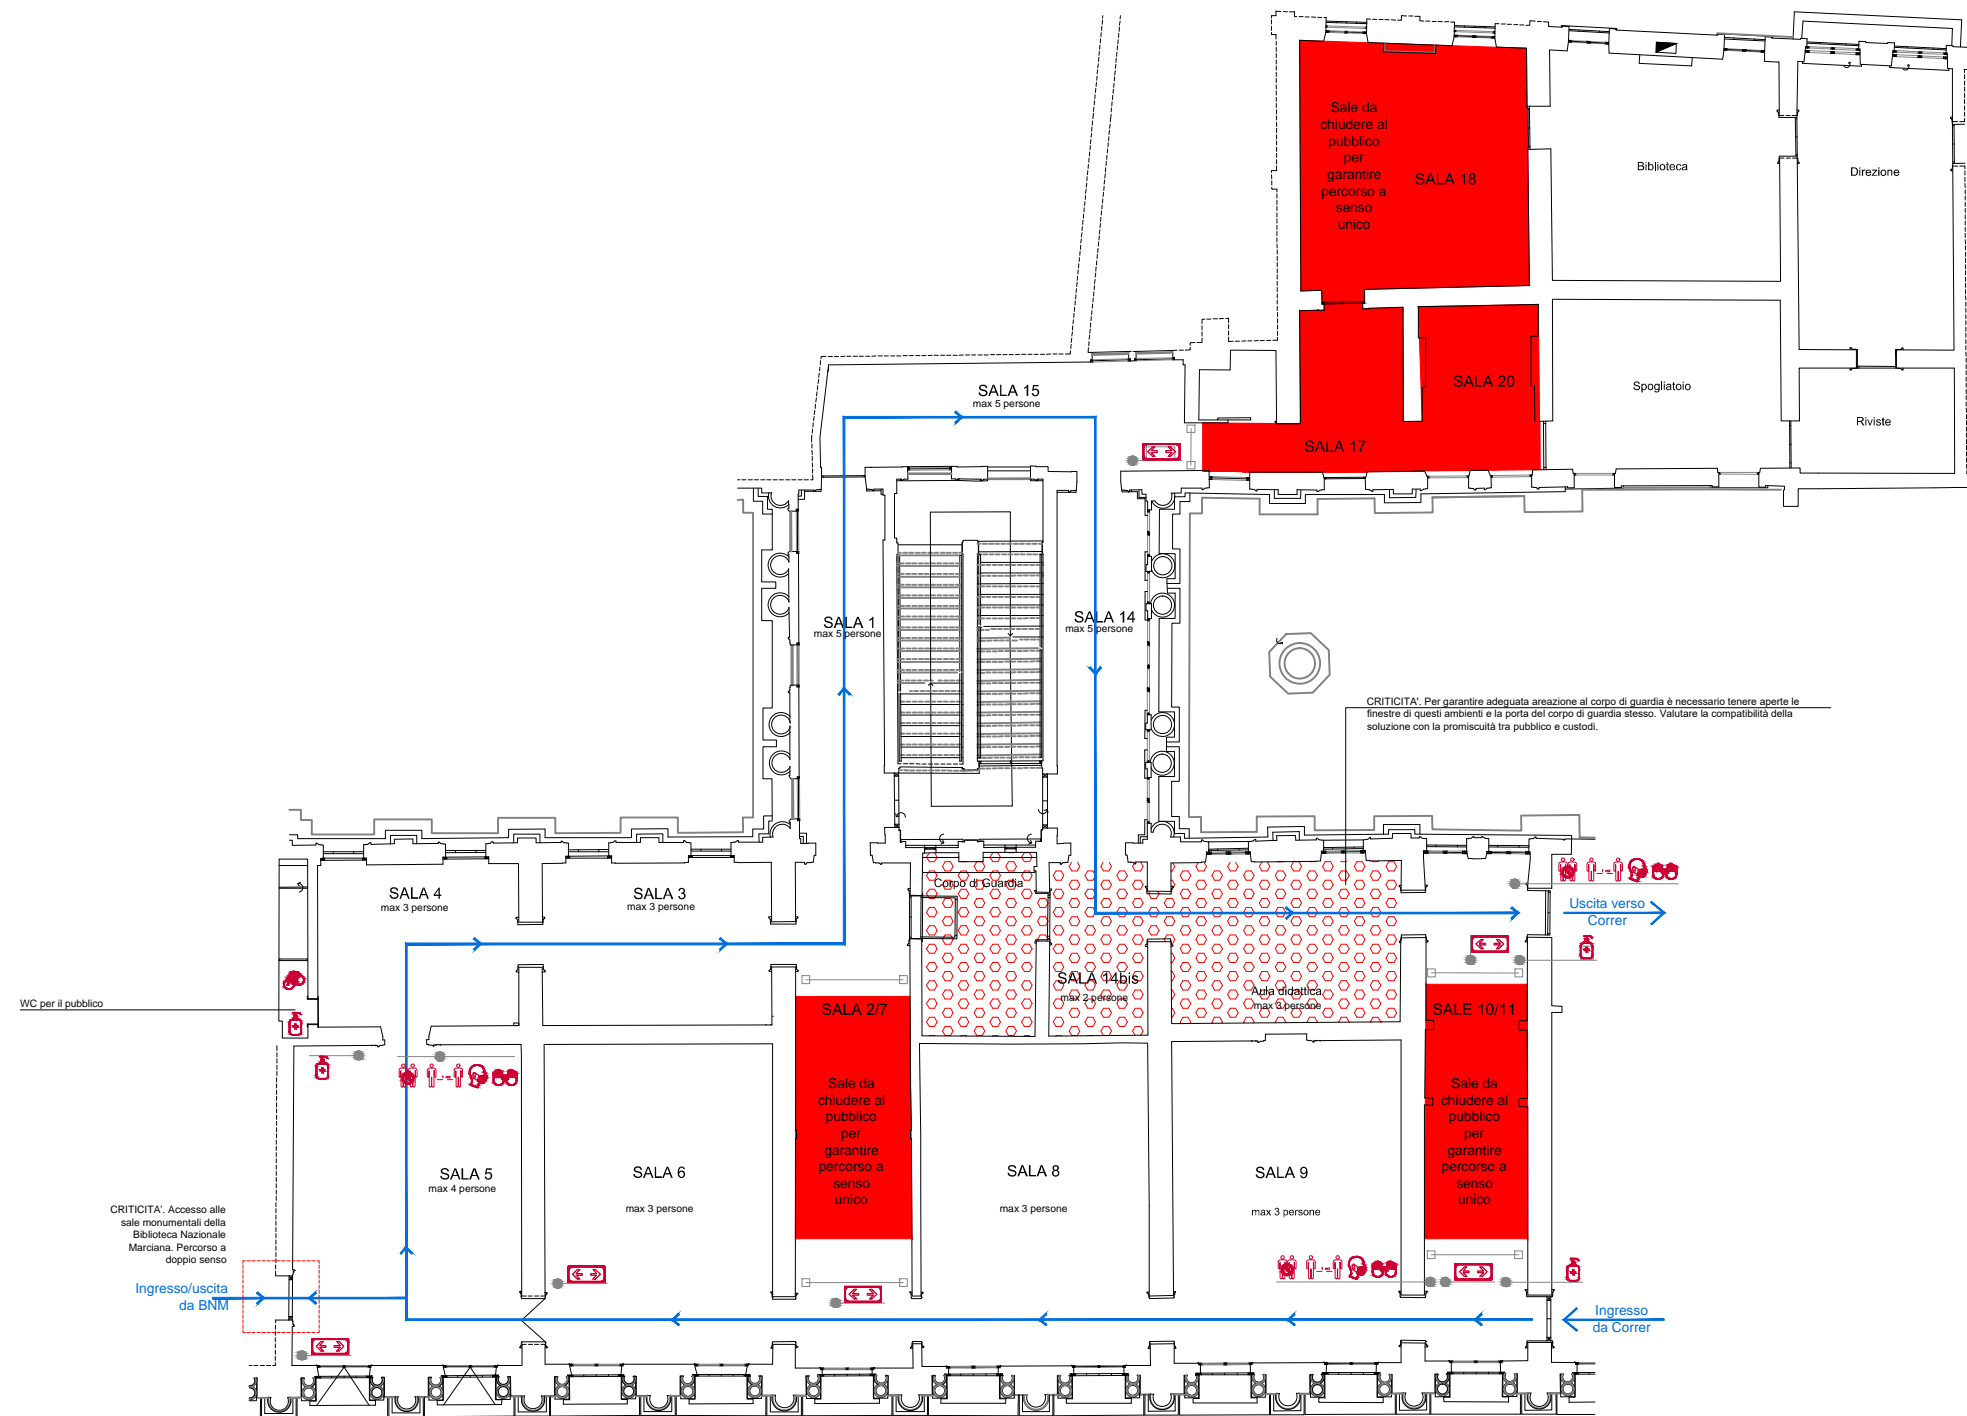 Sale da
chiudere al
pubblico
per
garantire
percorso a
senso
unico
SALA 18
Biblioteca
Direzione
SALA 15
max 5 persone
SALA 20
Spogliatoio
Riviste
SALA 17
SALA 1
max 5 persone
SALA 14
max 5 persone
CRITICITA'. Per garantire adeguata areazione al corpo di guardia è necessario tenere aperte le
finestre di questi ambienti e la porta del corpo di guardia stesso. Valutare la compatibilità della
soluzione con la promiscuità tra pubblico e custodi.
SALA 4
max 3 persone
SALA 3
max 3 persone
Corpo di Guardia
Uscita verso
Correr
SALA 14bis
max 2 persone
Aula didattica
max 3 persone
WC per il pubblico
SALA 2/7
SALE 10/11
Sale da
chiudere al
pubblico
per
garantire
percorso a
senso
unico
Sale da
chiudere al
pubblico
per
garantire
percorso a
senso
unico
SALA 5
max 4 persone
SALA 6
max 3 persone
SALA 8
max 3 persone
SALA 9
max 3 persone
CRITICITA'. Accesso alle
sale monumentali della
Biblioteca Nazionale
Marciana. Percorso a
doppio senso
Ingresso/uscita
da BNM
Ingresso
da Correr